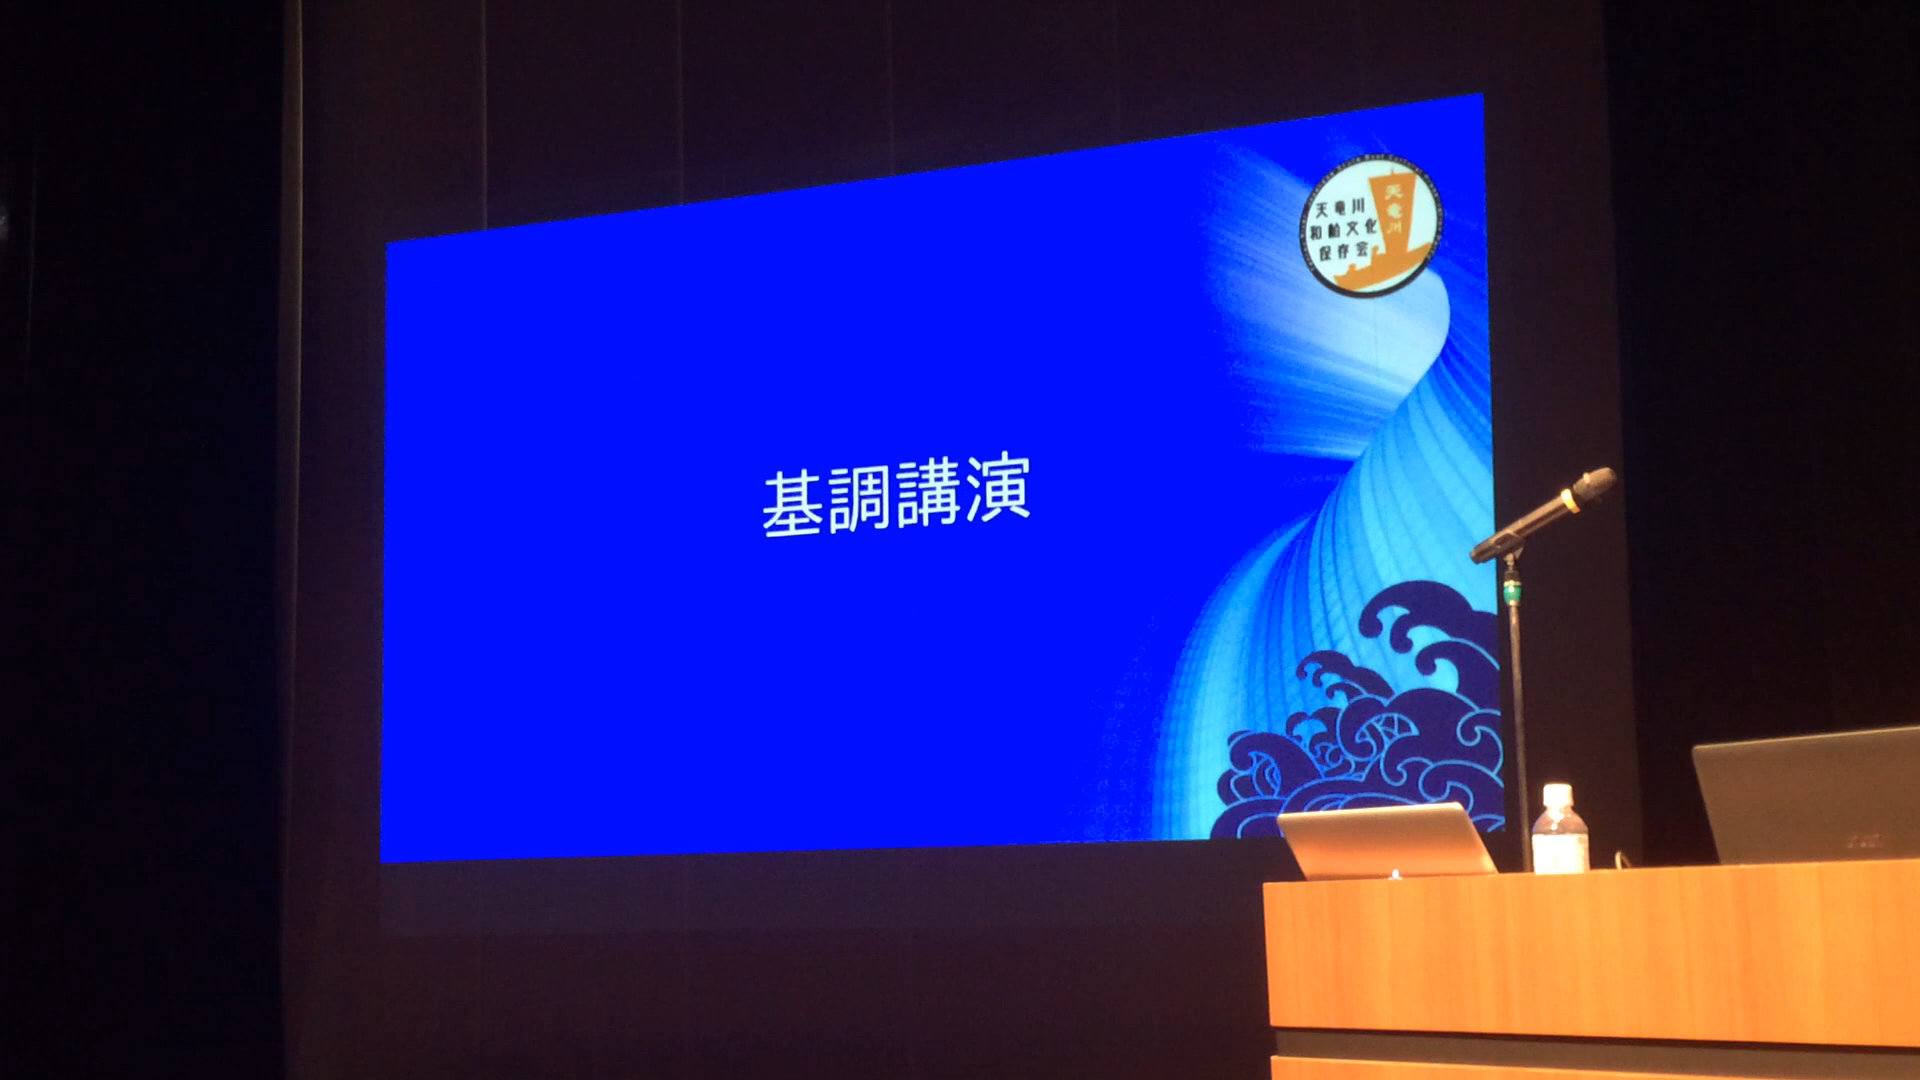 基調講演
天竜川
和船文化
保存会
天竜川